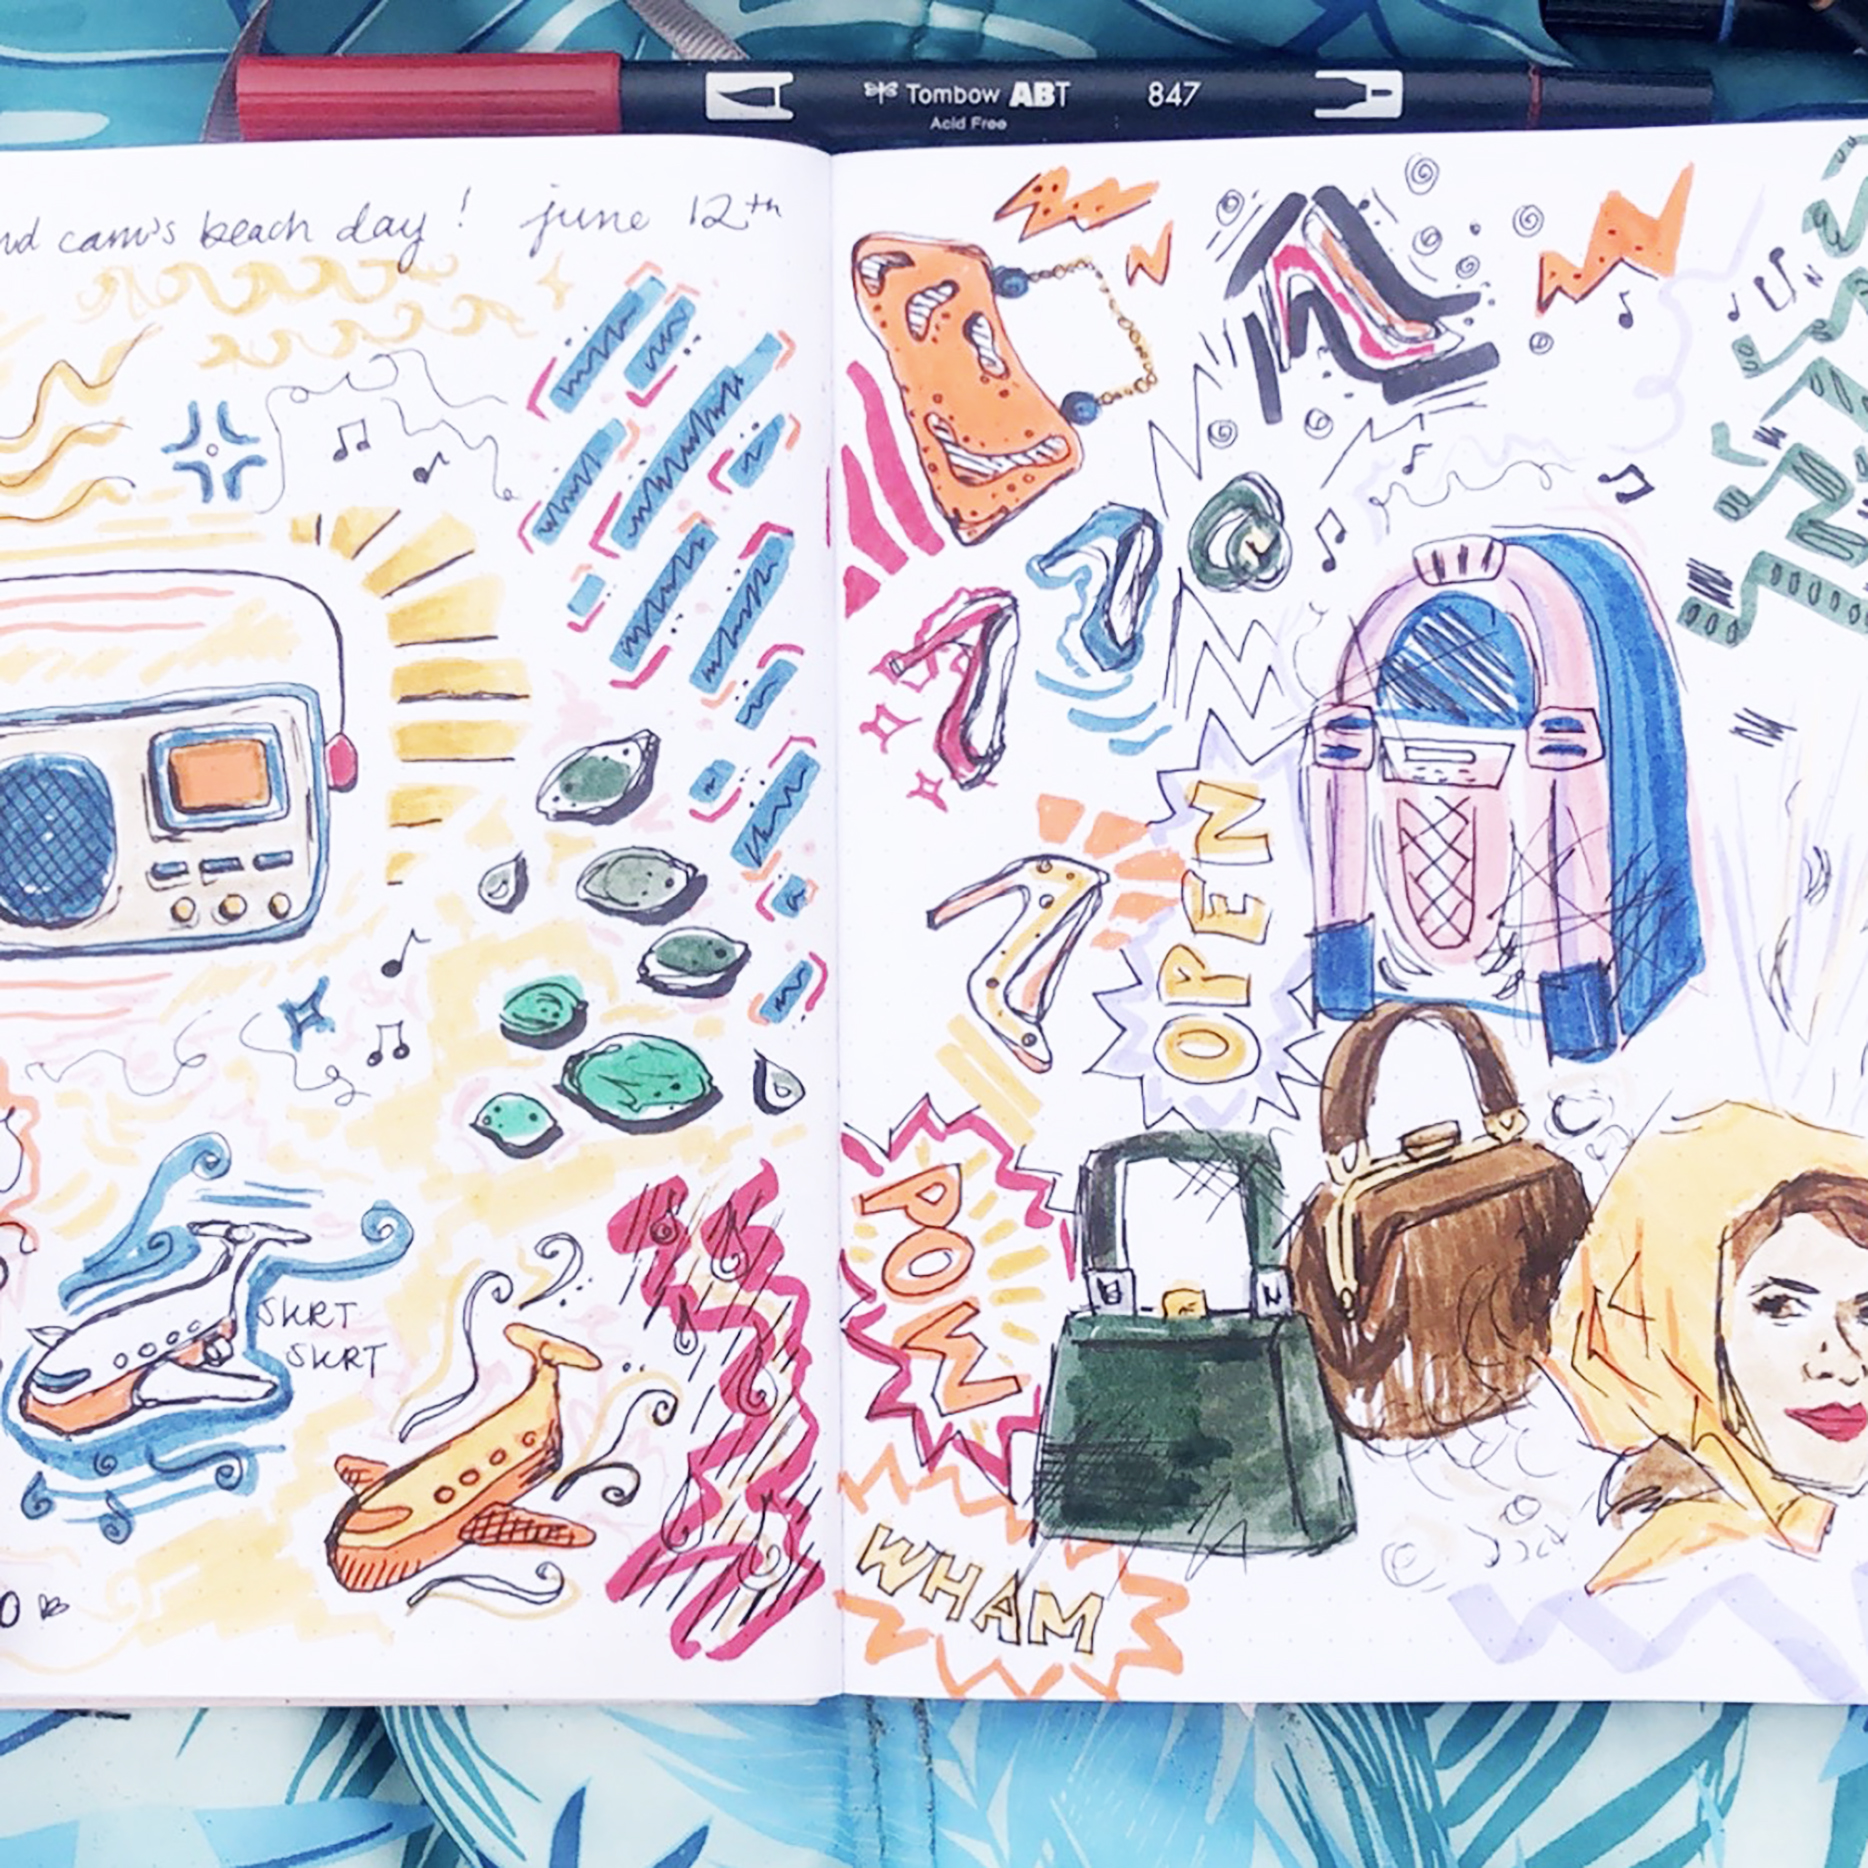 Tombow ABT 847
Acid Free
nd cam's beach day! june 12th
SKRT
SKRT
OPEN
POW
WHAM